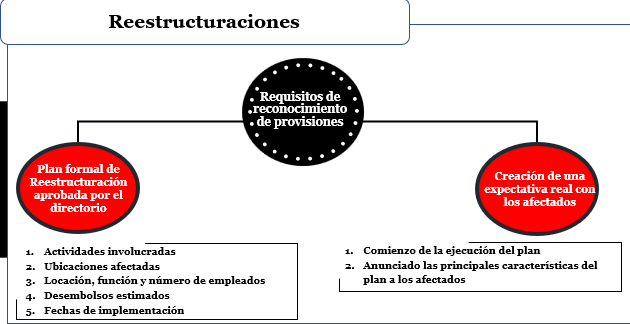 Reestructuraciones
Requisitos de
reconocimiento
de provisiones
Plan formal de
Reestructuración
aprobada por el
directorio
Creación de una
expectativa real con
los afectados
1. Actividades involucradas
2. Ubicaciones afectadas
3. Locación, función y número de empleados
4. Desembolsos estimados
5. Fechas de implementación
1. Comienzo de la ejecución del plan
2. Anunciado las principales características del
plan a los afectados